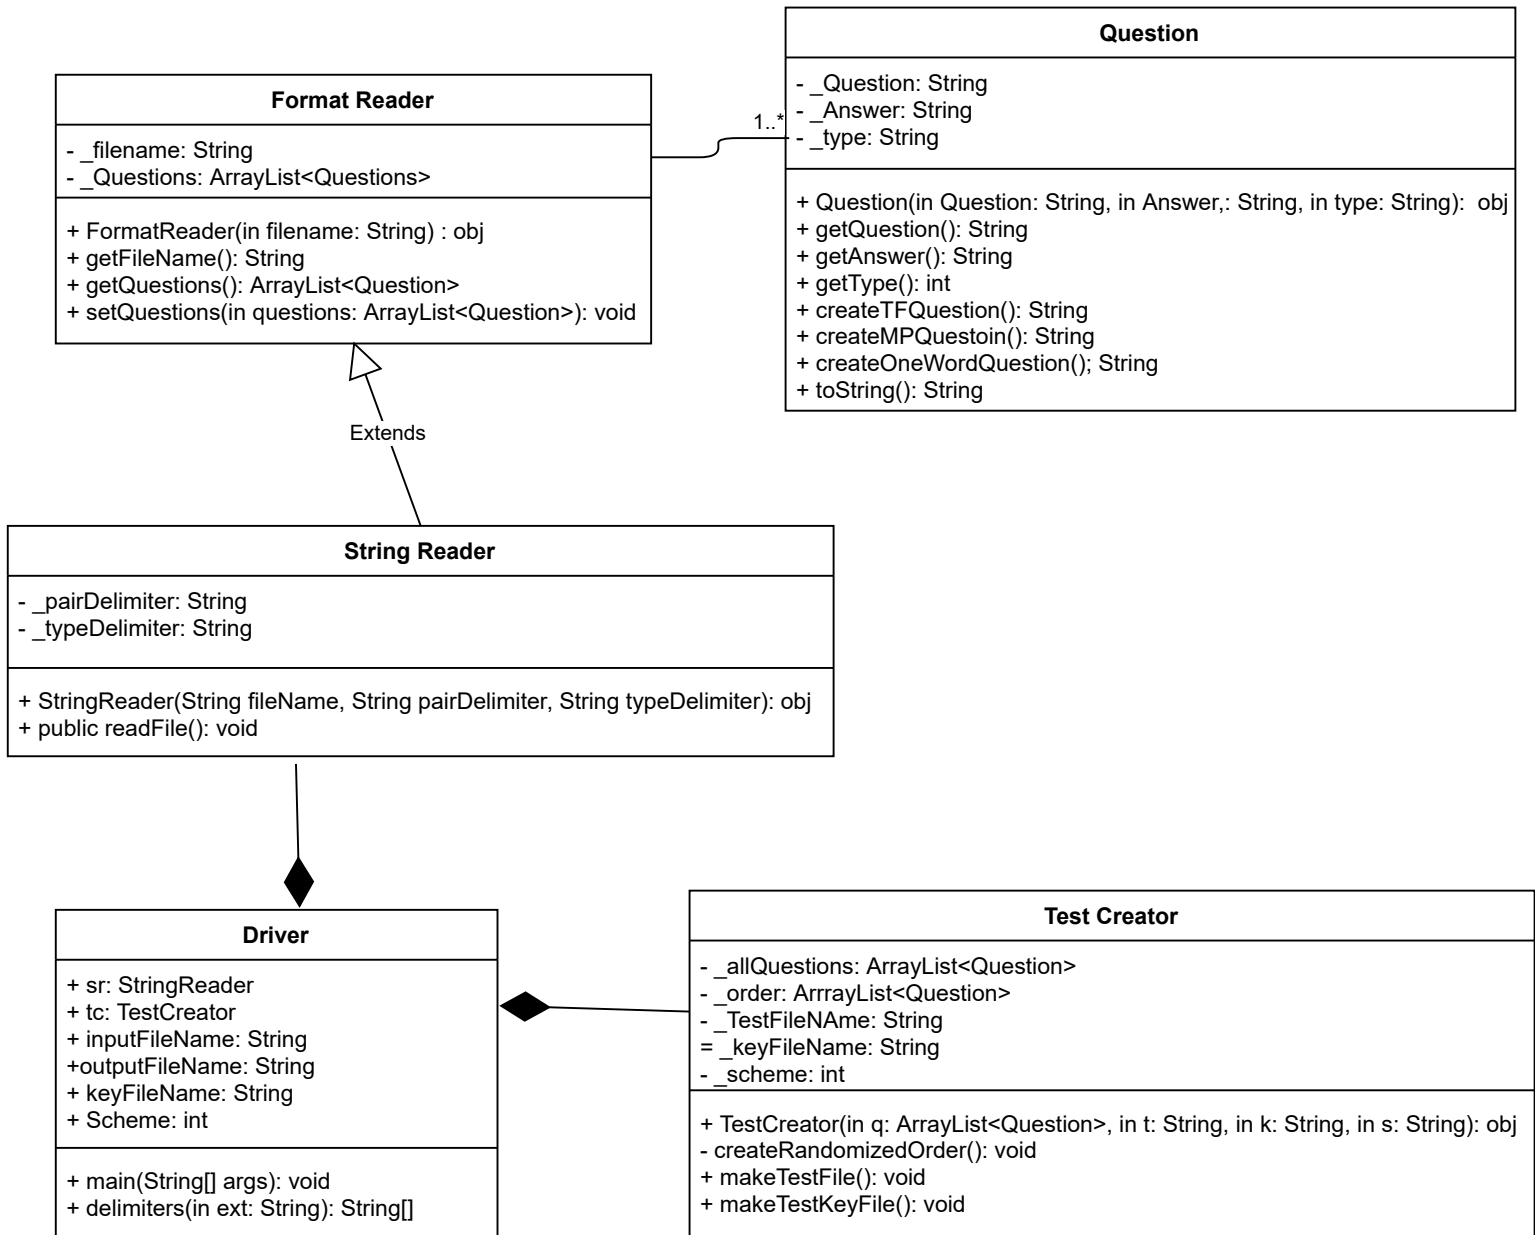 Format Reader
- _filename: String
- _Questions: ArrayList<Questions>
+ FormatReader(in filename: String) : obj
+ getFileName(): String
+ getQuestions(): ArrayList<Question>
+ setQuestions(in questions: ArrayList<Question>): void
1..*
Question
- _Question: String
- _Answer: String
- _type: String
+ Question(in Question: String, in Answer,: String, in type: String):  obj
+ getQuestion(): String
+ getAnswer(): String
+ getType(): int
+ createTFQuestion(): String
+ createMPQuestoin(): String
+ createOneWordQuestion(); String
+ toString(): String
Extends
String Reader
- _pairDelimiter: String
- _typeDelimiter: String
+ StringReader(String fileName, String pairDelimiter, String typeDelimiter): obj
+ public readFile(): void
Driver
+ sr: StringReader
+ tc: TestCreator
+ inputFileName: String
+outputFileName: String
+ keyFileName: String
+ Scheme: int
+ main(String[] args): void
+ delimiters(in ext: String): String[]
Test Creator
- _allQuestions: ArrayList<Question>
- _order: ArrrayList<Question>
- _TestFileNAme: String
= _keyFileName: String
- _scheme: int
+ TestCreator(in q: ArrayList<Question>, in t: String, in k: String, in s: String): obj
- createRandomizedOrder(): void
+ makeTestFile(): void
+ makeTestKeyFile(): void